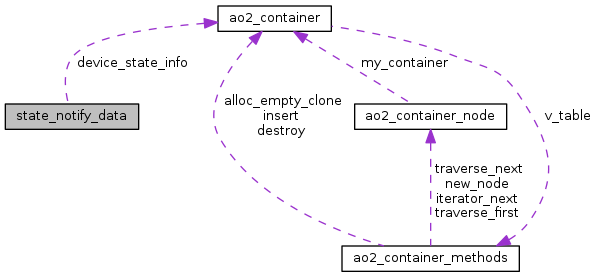 ao2_container
device_state_info
my_container
alloc_empty_clone
insert
destroy
state_notify_data
ao2_container_node
v_table
traverse_next
new_node
iterator_next
traverse_first
ao2_container_methods